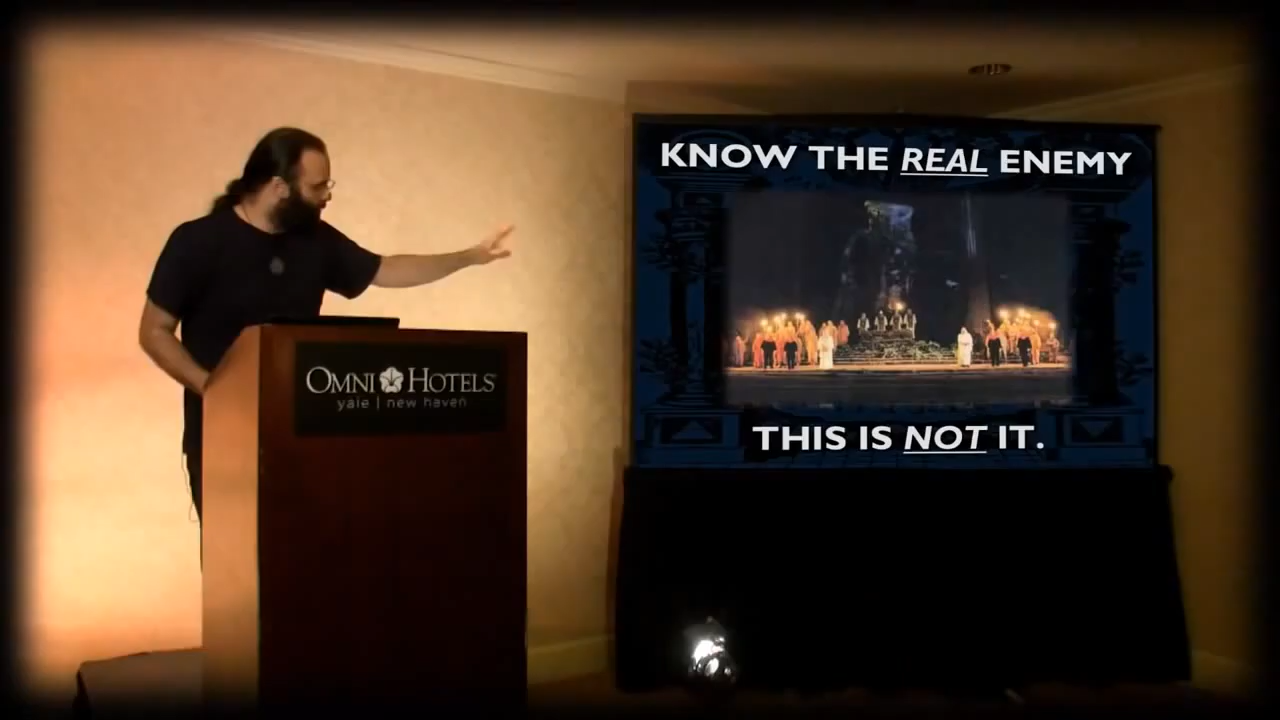 KNOW THE REAL ENEMY
THIS IS NOT IT.
OMNI HOTELS
yale | new haven